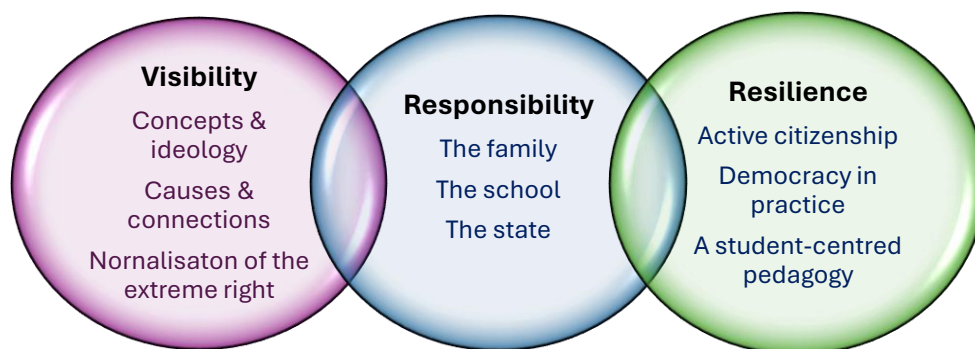 Visibility
Concepts &
ideology
Causes &
connections
Nornalisaton of the
extreme right
Responsibility
The family
The school
The state
Resilience
Active citizenship
Democracy in
practice
A student-centred
pedagogy